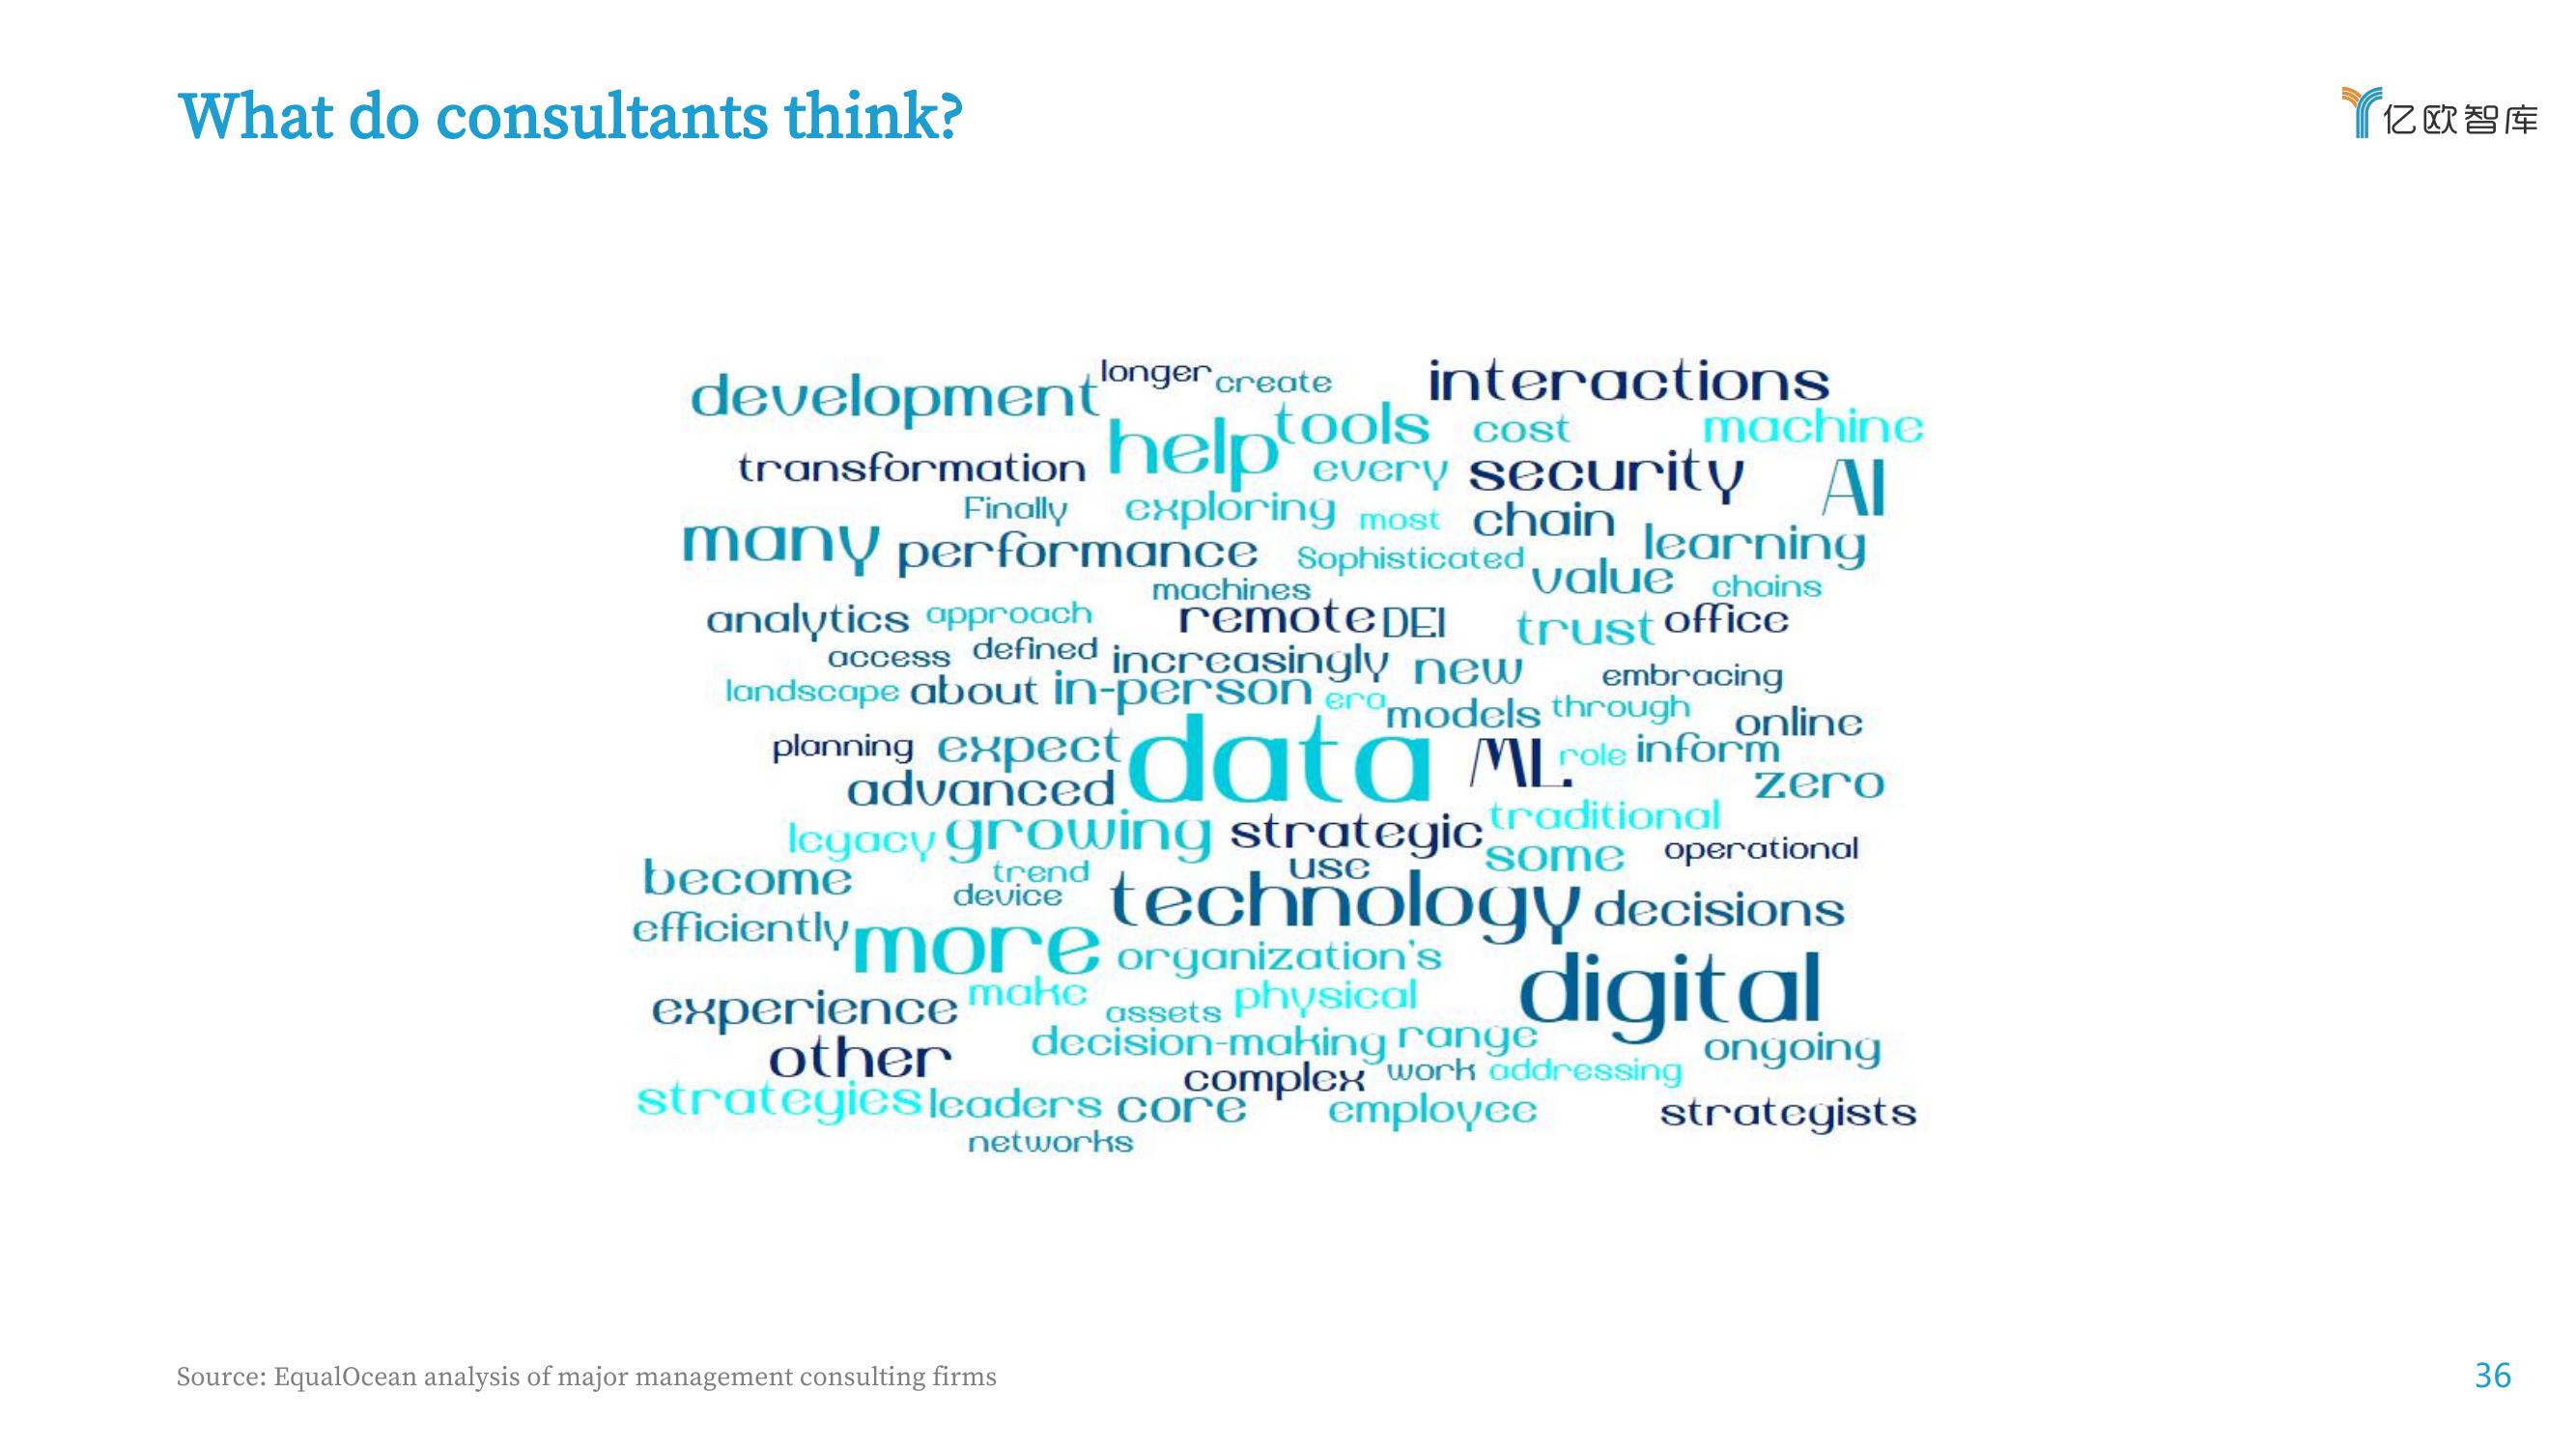 What do consultants think?
亿欧智库
development longer create interactions
help tools cost machine
transformation every security AI
Finally exploring most chain
many performance Sophisticated learning
machines value chains
analytics approach remote DEI trust office
access defined increasingly new embracing
landscape about in-person era models through online
planning expect data ML role inform
advanced zero
legacy growing strategic traditional
become trend use some operational
device technology decisions
efficiently more organization's digital
experience make assets physical
other decision-making range ongoing
complex work addressing
strategies leaders core employee strategists
networks
Source: EqualOcean analysis of major management consulting firms
36